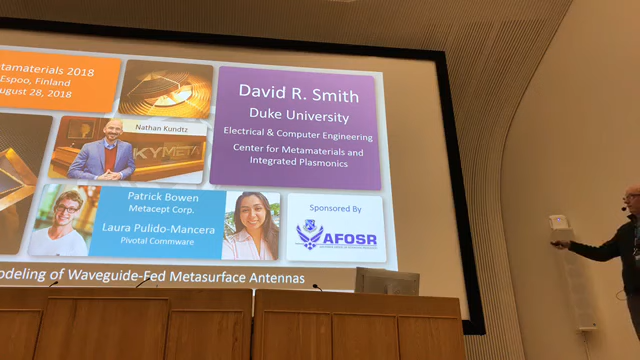 tamaterials 2018
Espoo, Finland
ugust 28, 2018
David R. Smith
Duke University
Electrical & Computer Engineering
Center for Metamaterials and
Integrated Plasmonics
Nathan Kundtz
KYMETA
Patrick Bowen
Metacept Corp.
Laura Pulido-Mancera
Pivotal Commware
Sponsored By
AFOSR
odeling of Waveguide-Fed Metasurface Antennas